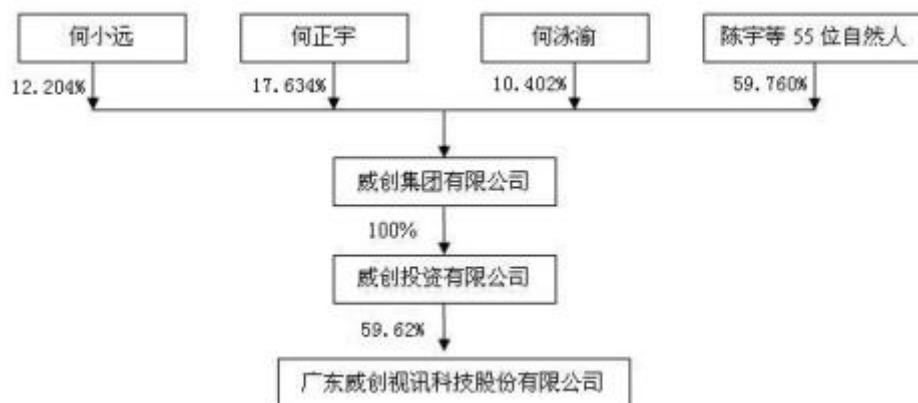 何小远
何正宇
何泳渝
陈宇等 55 位自然人
12.204%
17.634%
10.402%
59.760%
威创集团有限公司
100%
威创投资有限公司
59.62%
广东威创视讯科技股份有限公司